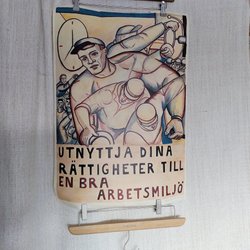 UTNYTTJA DINA
RÄTTIGHETER TILL
EN BRA
ARBETSMILJÖ